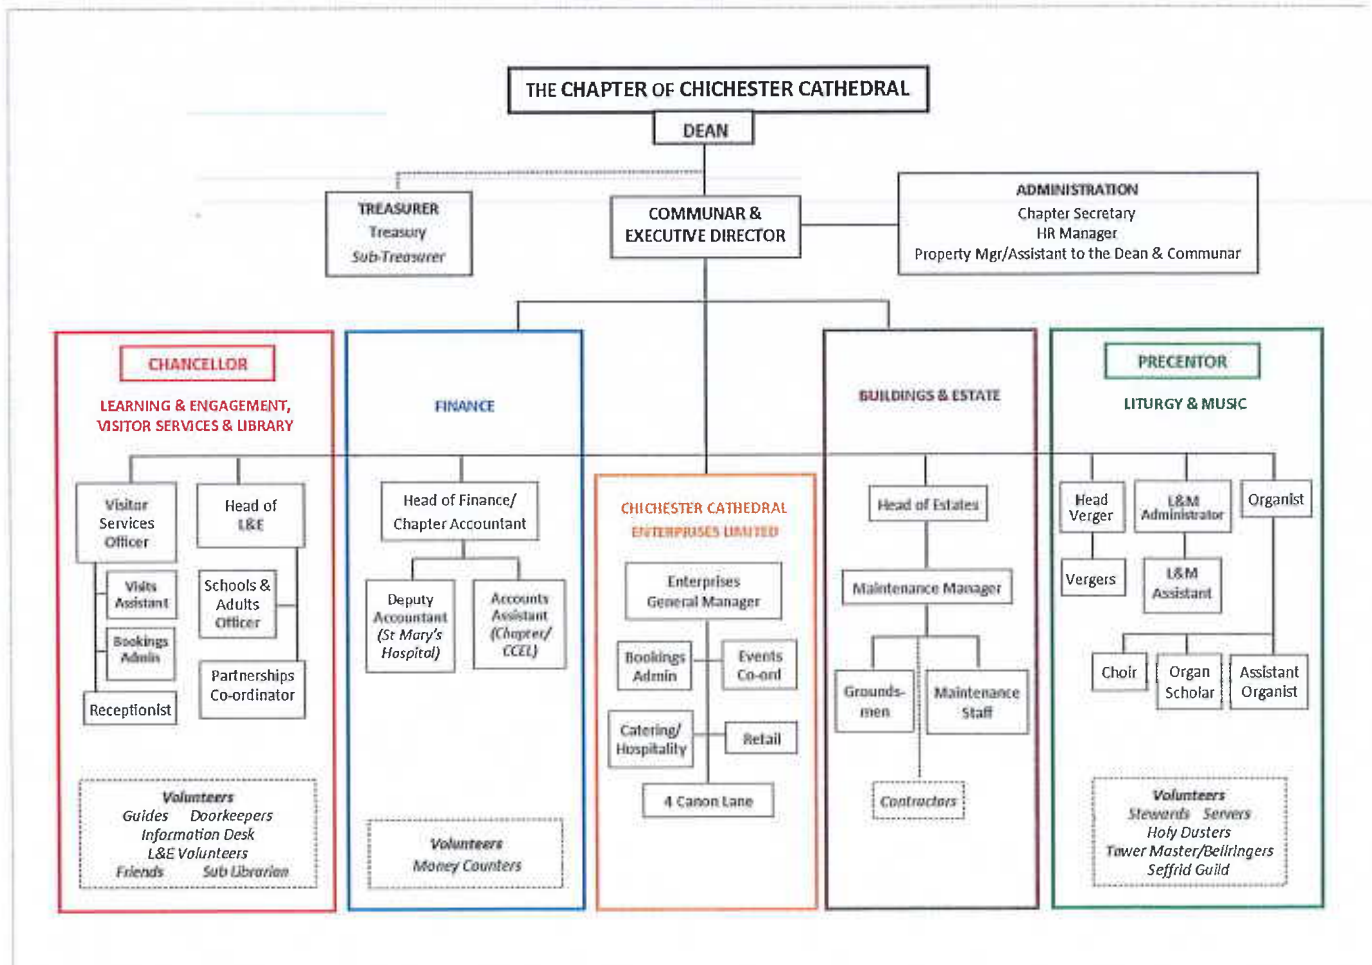 THE CHAPTER OF CHICHESTER CATHEDRAL
DEAN
TREASURER
Treasury
Sub-Treasurer
COMMUNAR &
EXECUTIVE DIRECTOR
ADMINISTRATION
Chapter Secretary
HR Manager
Property Mgr/Assistant to the Dean & Communar
CHANCELLOR
LEARNING & ENGAGEMENT,
VISITOR SERVICES & LIBRARY
Visitor
Services
Officer
Head of
L&E
Visits
Assistant
Bookings
Admin
Receptionist
Schools &
Adults
Officer
Partnerships
Co-ordinator
Volunteers
Guides Doorkeepers
Information Desk
L&E Volunteers
Friends Sub Librarian
FINANCE
Head of Finance/
Chapter Accountant
Deputy
Accountant
(St Mary's
Hospital)
Accounts
Assistant
(Chapter/
CCEL)
Volunteers
Money Counters
CHICHESTER CATHEDRAL
ENTERPRISES LIMITED
Enterprises
General Manager
Bookings
Admin
Events
Co-ord
Catering/
Hospitality
Retail
4 Canon Lane
BUILDINGS & ESTATE
Head of Estates
Maintenance Manager
Grounds-
men
Maintenance
Staff
Contractors
PRECENTOR
LITURGY & MUSIC
Head
Verger
Vergers
L&M
Administrator
L&M
Assistant
Organist
Choir
Organ
Scholar
Assistant
Organist
Volunteers
Stewards Servers
Holy Dusters
Tower Master/Bellringers
Seffrid Guild